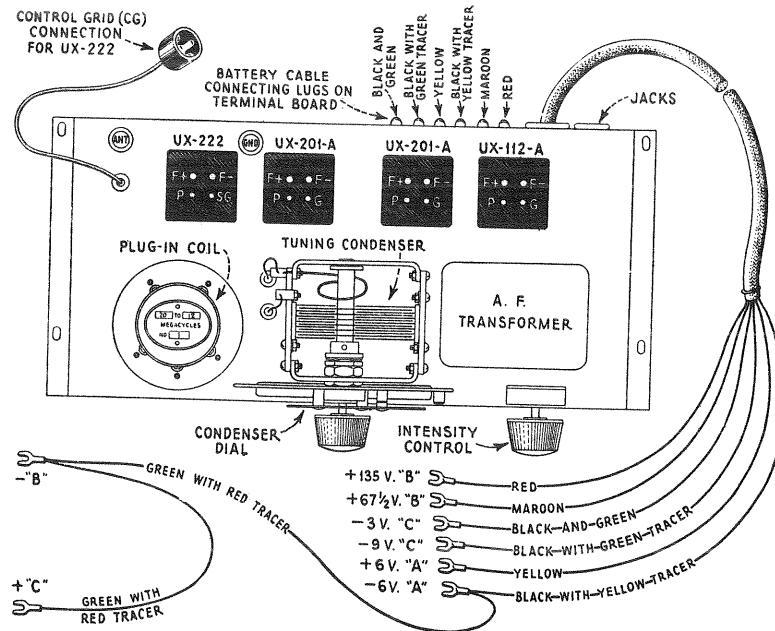 CONTROL GRID (CG)
CONNECTION
FOR UX-222
BATTERY CABLE
CONNECTING LUGS ON
TERMINAL BOARD
BLACK AND
GREEN
BLACK WITH
GREEN TRACER
YELLOW
BLACK WITH
YELLOW TRACER
MAROON
RED
JACKS
ANT
GND
UX-222
UX-201-A
UX-201-A
UX-112-A
F+ F-
P SG
F+ F-
P G
F+ F-
P G
F+ F-
P G
PLUG-IN COIL
20 TO 12
MEGACYCLES
NO
TUNING CONDENSER
A. F.
TRANSFORMER
CONDENSER
DIAL
INTENSITY
CONTROL
-"B"
GREEN WITH RED TRACER
+"C"
GREEN WITH
RED TRACER
+135 V. "B" RED
+67½ V. "B" MAROON
-3 V. "C" BLACK-AND-GREEN
-9 V. "C" BLACK-WITH-GREEN-TRACER
+6 V. "A" YELLOW
-6 V. "A" BLACK-WITH-YELLOW-TRACER